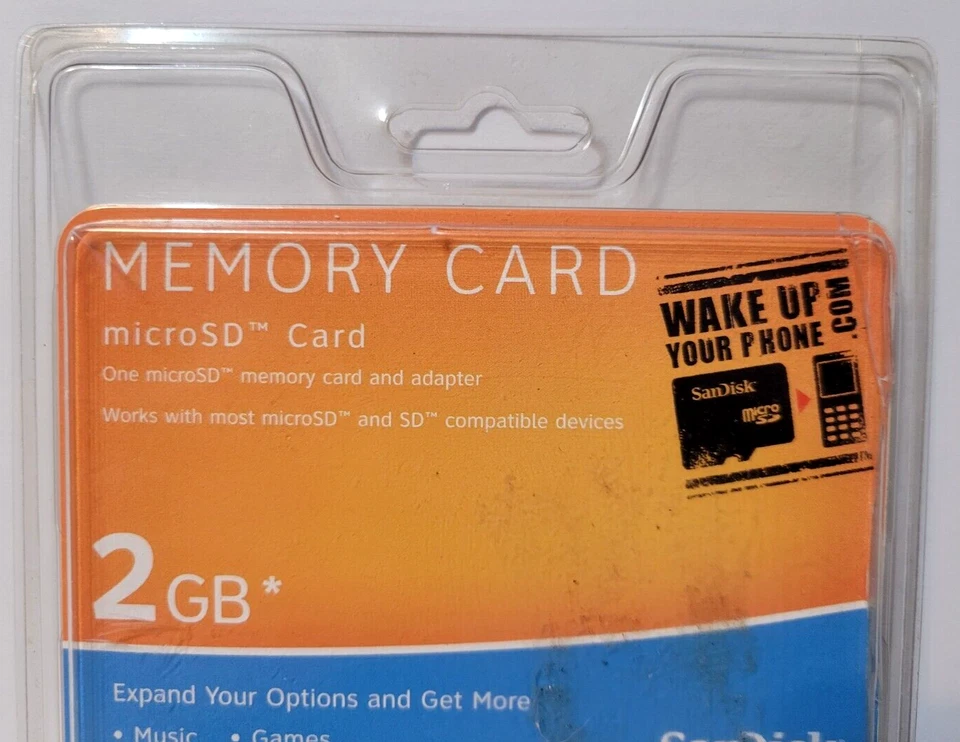 MEMORY CARD
microSD™ Card
One microSD™ memory card and adapter
Works with most microSD™ and SD™ compatible devices
WAKE UP
YOUR PHONE
.COM
SanDisk
micro
SD
2GB*
Expand Your Options and Get More
• Music • Games
SanDisk